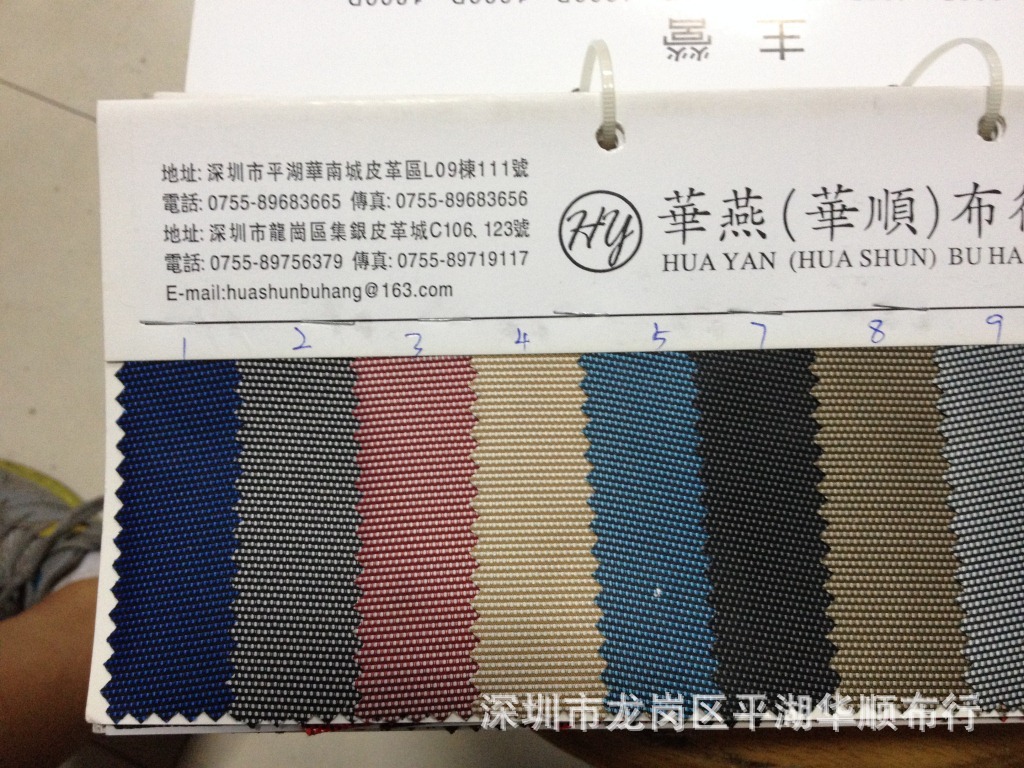 主營
地址: 深圳市平湖華南城皮革區L09棟111號
電話: 0755-89683665 傳真: 0755-89683656
地址: 深圳市龍崗區集銀皮革城C106. 123號
電話: 0755-89756379 傳真: 0755-89719117
E-mail:huashunbuhang@163.com
HY
華燕(華順)布
HUA YAN (HUA SHUN) BU HA
1 2 3 4 5 7 8 9
深圳市龙岗区平湖华顺布行